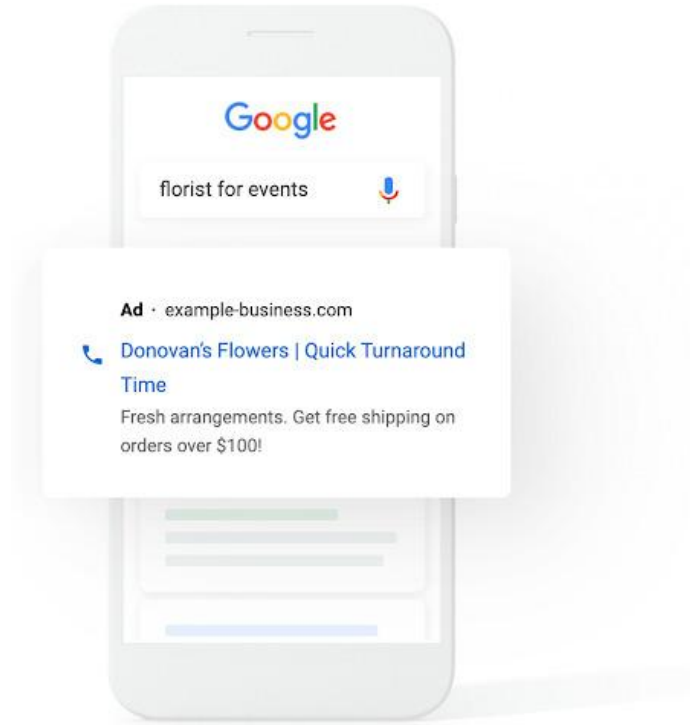 Google
florist for events
Ad · example-business.com
Donovan's Flowers | Quick Turnaround
Time
Fresh arrangements. Get free shipping on
orders over $100!